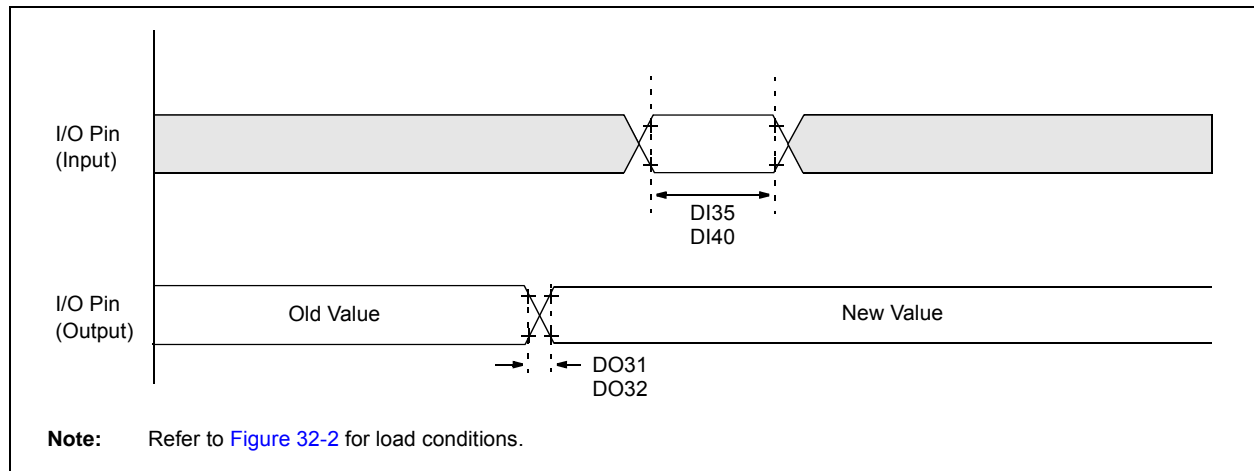 I/O Pin
(Input)
DI35
DI40
I/O Pin
(Output)
Old Value
New Value
DO31
DO32
Note: Refer to Figure 32-2 for load conditions.